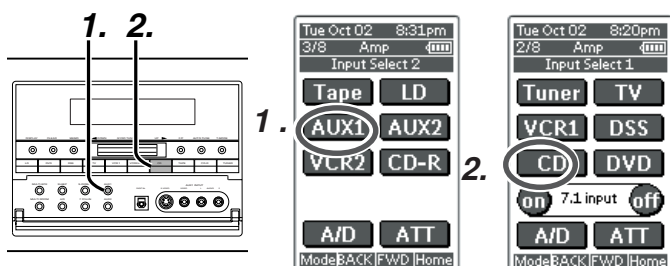 1. 2.
1.
Tue Oct 02 8:31pm
3/8 Amp
Input Select 2
Tape LD
AUX1 AUX2
VCR2 CD-R
A/D ATT
Mode BACK FWD Home
2.
Tue Oct 02 8:20pm
2/8 Amp
Input Select 1
Tuner TV
VCR1 DSS
CD DVD
on 7.1 input off
A/D ATT
Mode BACK FWD Home